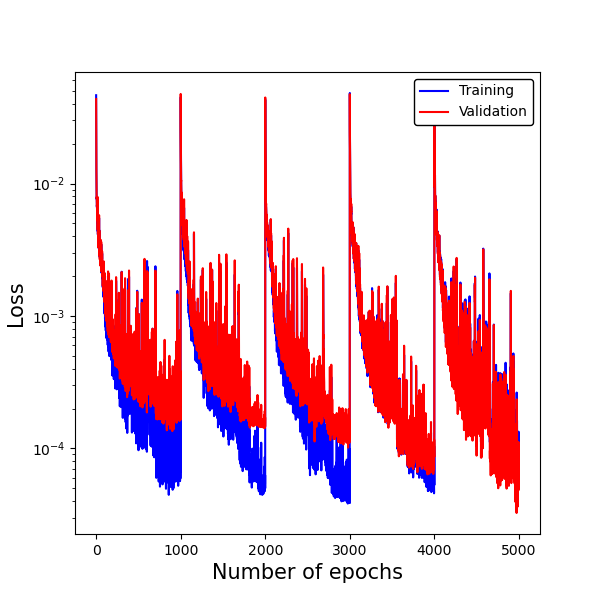 Training
Validation
10⁻²
10⁻³
10⁻⁴
Loss
0 1000 2000 3000 4000 5000
Number of epochs